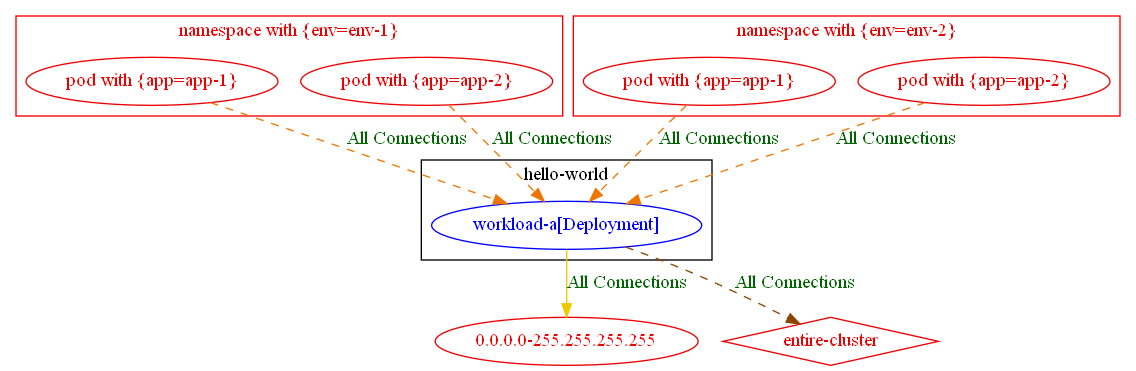 namespace with {env=env-1}
namespace with {env=env-2}
pod with {app=app-1}
pod with {app=app-2}
pod with {app=app-1}
pod with {app=app-2}
All Connections
All Connections
All Connections
All Connections
hello-world
workload-a[Deployment]
All Connections
All Connections
0.0.0.0-255.255.255.255
entire-cluster